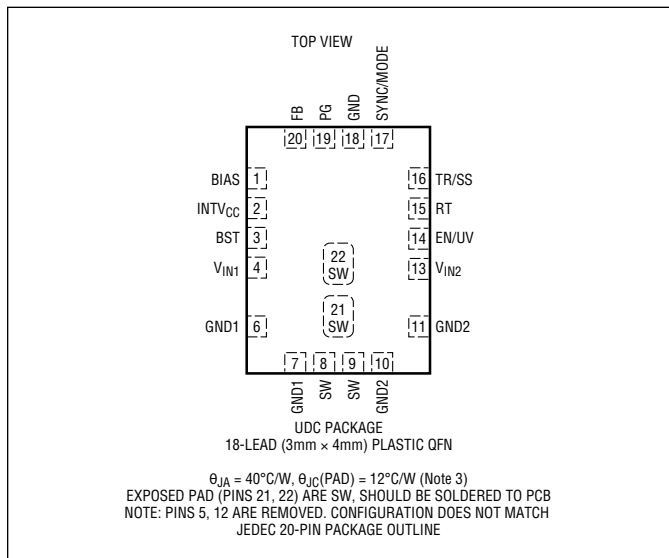 TOP VIEW
FB PG GND SYNC/MODE
20 19 18 17
BIAS 1 16 TR/SS
INTVCC 2 15 RT
BST 3 14 EN/UV
VIN1 4 22 SW 13 VIN2
GND1 6 21 SW 11 GND2
7 8 9 10
GND1 SW SW GND2
UDC PACKAGE
18-LEAD (3mm × 4mm) PLASTIC QFN
θJA = 40°C/W, θJC(PAD) = 12°C/W (Note 3)
EXPOSED PAD (PINS 21, 22) ARE SW, SHOULD BE SOLDERED TO PCB
NOTE: PINS 5, 12 ARE REMOVED. CONFIGURATION DOES NOT MATCH
JEDEC 20-PIN PACKAGE OUTLINE